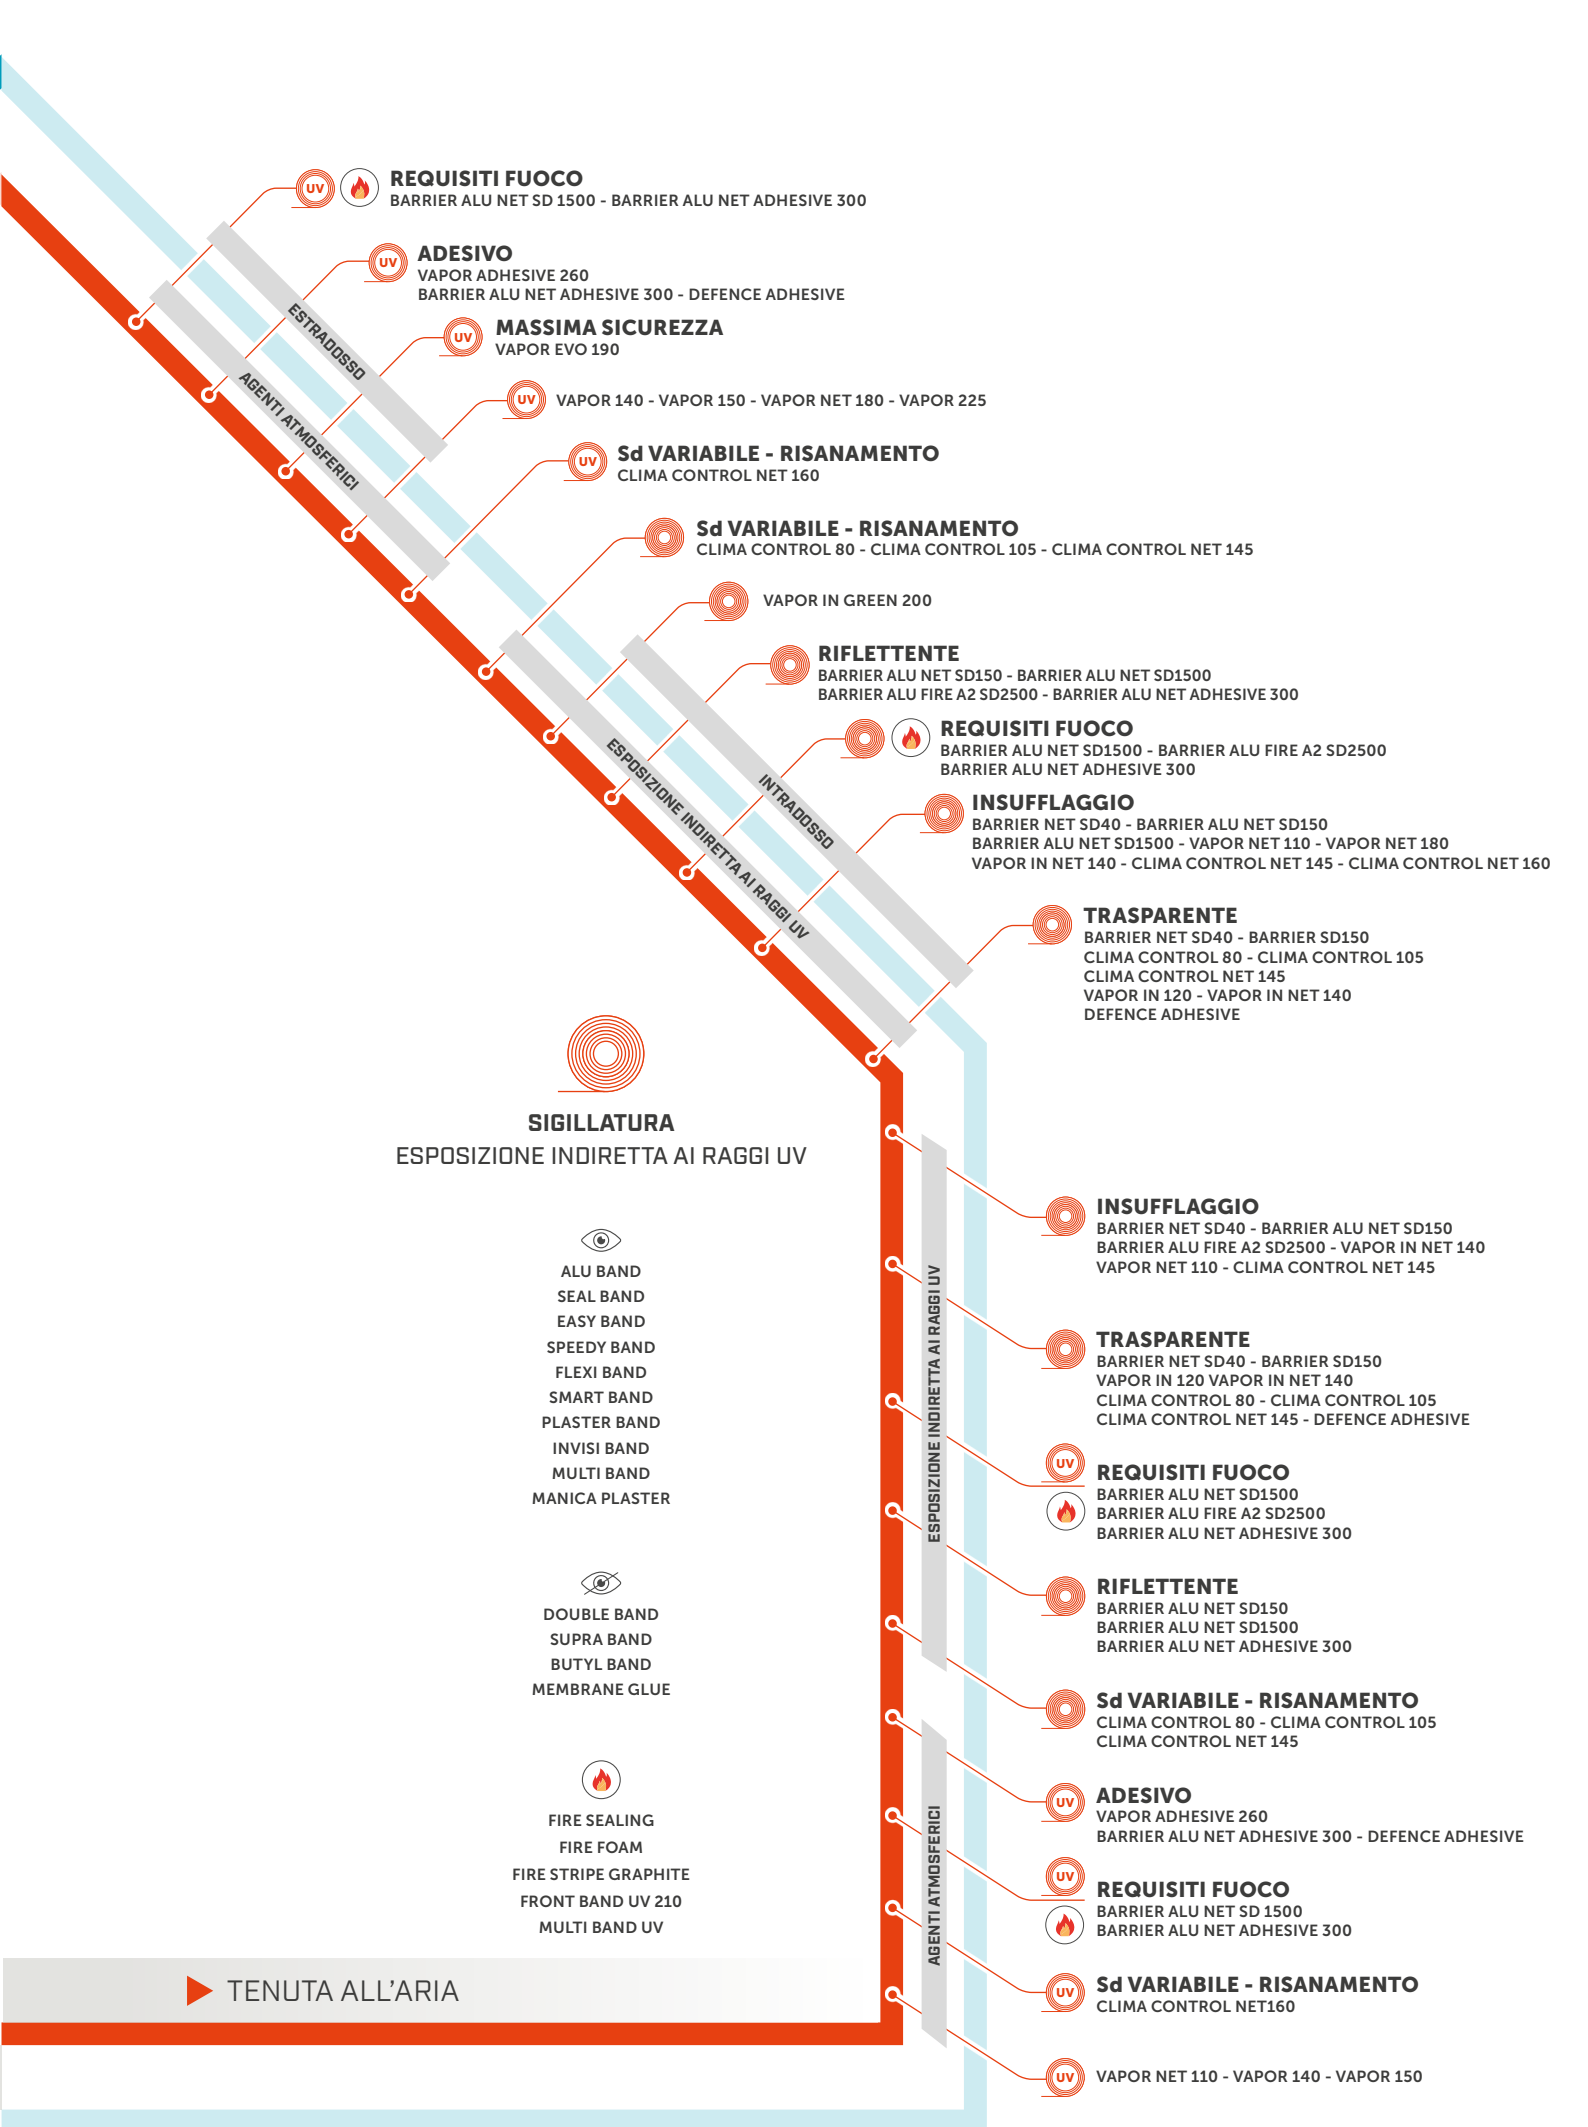 UV
REQUISITI FUOCO
BARRIER ALU NET SD 1500 - BARRIER ALU NET ADHESIVE 300
UV
ADESIVO
VAPOR ADHESIVE 260
BARRIER ALU NET ADHESIVE 300 - DEFENCE ADHESIVE
UV
MASSIMA SICUREZZA
VAPOR EVO 190
UV
VAPOR 140 - VAPOR 150 - VAPOR NET 180 - VAPOR 225
UV
Sd VARIABILE - RISANAMENTO
CLIMA CONTROL NET 160
ESTRADOSSO
AGENTI ATMOSFERICI
Sd VARIABILE - RISANAMENTO
CLIMA CONTROL 80 - CLIMA CONTROL 105 - CLIMA CONTROL NET 145
VAPOR IN GREEN 200
RIFLETTENTE
BARRIER ALU NET SD150 - BARRIER ALU NET SD1500
BARRIER ALU FIRE A2 SD2500 - BARRIER ALU NET ADHESIVE 300
REQUISITI FUOCO
BARRIER ALU NET SD1500 - BARRIER ALU FIRE A2 SD2500
BARRIER ALU NET ADHESIVE 300
INSUFFLAGGIO
BARRIER NET SD40 - BARRIER ALU NET SD150
BARRIER ALU NET SD1500 - VAPOR NET 110 - VAPOR NET 180
VAPOR IN NET 140 - CLIMA CONTROL NET 145 - CLIMA CONTROL NET 160
TRASPARENTE
BARRIER NET SD40 - BARRIER SD150
CLIMA CONTROL 80 - CLIMA CONTROL 105
CLIMA CONTROL NET 145
VAPOR IN 120 - VAPOR IN NET 140
DEFENCE ADHESIVE
INTRADOSSO
ESPOSIZIONE INDIRETTA AI RAGGI UV
SIGILLATURA
ESPOSIZIONE INDIRETTA AI RAGGI UV
ALU BAND
SEAL BAND
EASY BAND
SPEEDY BAND
FLEXI BAND
SMART BAND
PLASTER BAND
INVISI BAND
MULTI BAND
MANICA PLASTER
DOUBLE BAND
SUPRA BAND
BUTYL BAND
MEMBRANE GLUE
FIRE SEALING
FIRE FOAM
FIRE STRIPE GRAPHITE
FRONT BAND UV 210
MULTI BAND UV
TENUTA ALL'ARIA
ESPOSIZIONE INDIRETTA AI RAGGI UV
INSUFFLAGGIO
BARRIER NET SD40 - BARRIER ALU NET SD150
BARRIER ALU FIRE A2 SD2500 - VAPOR IN NET 140
VAPOR NET 110 - CLIMA CONTROL NET 145
TRASPARENTE
BARRIER NET SD40 - BARRIER SD150
VAPOR IN 120 VAPOR IN NET 140
CLIMA CONTROL 80 - CLIMA CONTROL 105
CLIMA CONTROL NET 145 - DEFENCE ADHESIVE
UV
REQUISITI FUOCO
BARRIER ALU NET SD1500
BARRIER ALU FIRE A2 SD2500
BARRIER ALU NET ADHESIVE 300
RIFLETTENTE
BARRIER ALU NET SD150
BARRIER ALU NET SD1500
BARRIER ALU NET ADHESIVE 300
Sd VARIABILE - RISANAMENTO
CLIMA CONTROL 80 - CLIMA CONTROL 105
CLIMA CONTROL NET 145
AGENTI ATMOSFERICI
UV
ADESIVO
VAPOR ADHESIVE 260
BARRIER ALU NET ADHESIVE 300 - DEFENCE ADHESIVE
UV
REQUISITI FUOCO
BARRIER ALU NET SD 1500
BARRIER ALU NET ADHESIVE 300
UV
Sd VARIABILE - RISANAMENTO
CLIMA CONTROL NET160
UV
VAPOR NET 110 - VAPOR 140 - VAPOR 150